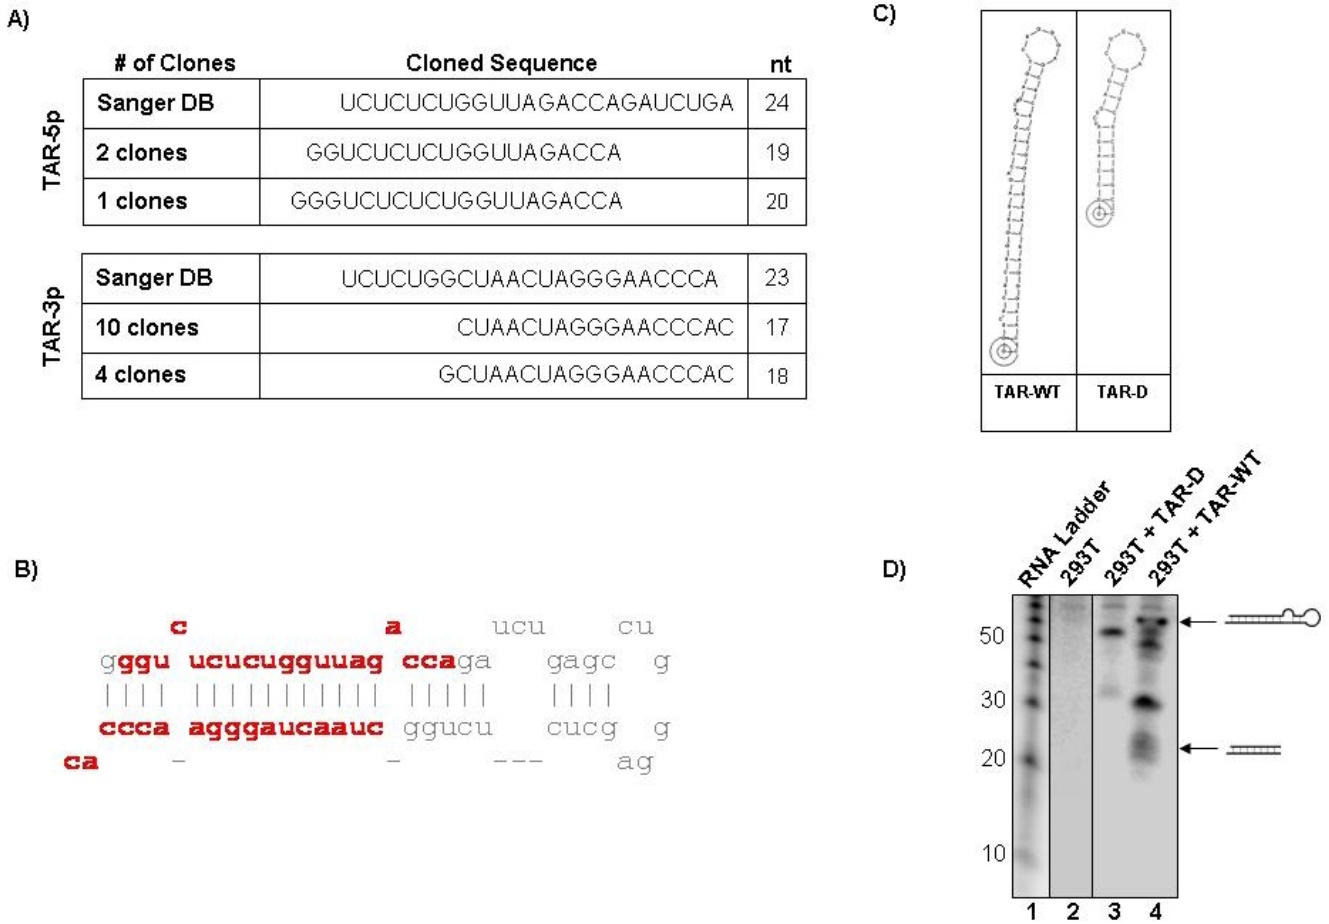 A)
# of Clones Cloned Sequence nt
TAR-5p
Sanger DB UCUCUCUGGUUAGACCAGAUCUGA 24
2 clones GGUCUCUCUGGUUAGACCA 19
1 clones GGGUCUCUCUGGUUAGACCA 20
TAR-3p
Sanger DB UCUCUGGCUAACUAGGGAACCCA 23
10 clones CUAACUAGGGAACCCAC 17
4 clones GCUAACUAGGGAACCCAC 18
B)
c a ucu cu
gggu ucucugguuag ccaga gagc g
ccca agggaucaauc ggucu cucg g
ca - - --- ag
C)
TAR-WT TAR-D
D)
RNA Ladder
293T
293T + TAR-D
293T + TAR-WT
50
30
20
10
1 2 3 4